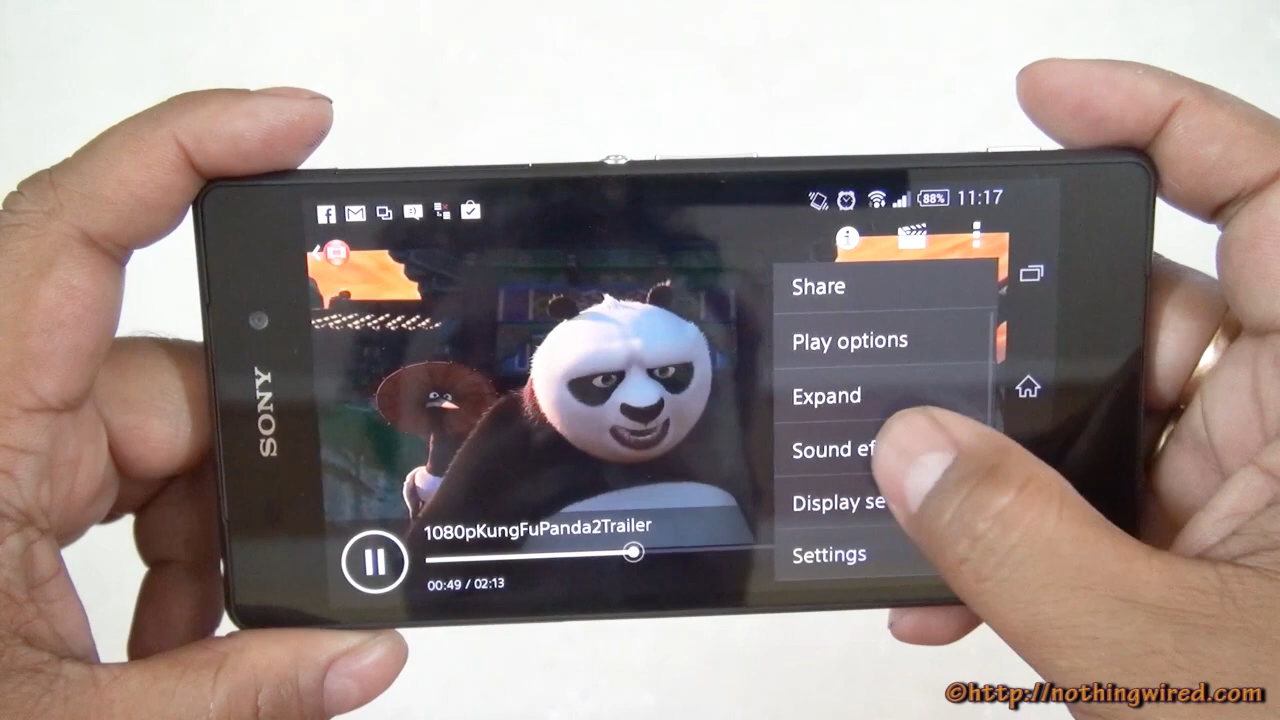 SONY
88% 11:17
Share
Play options
Expand
Sound ef
Display se
Settings
1080pKungFuPanda2Trailer
00:49 / 02:13
©http://nothingwired.com